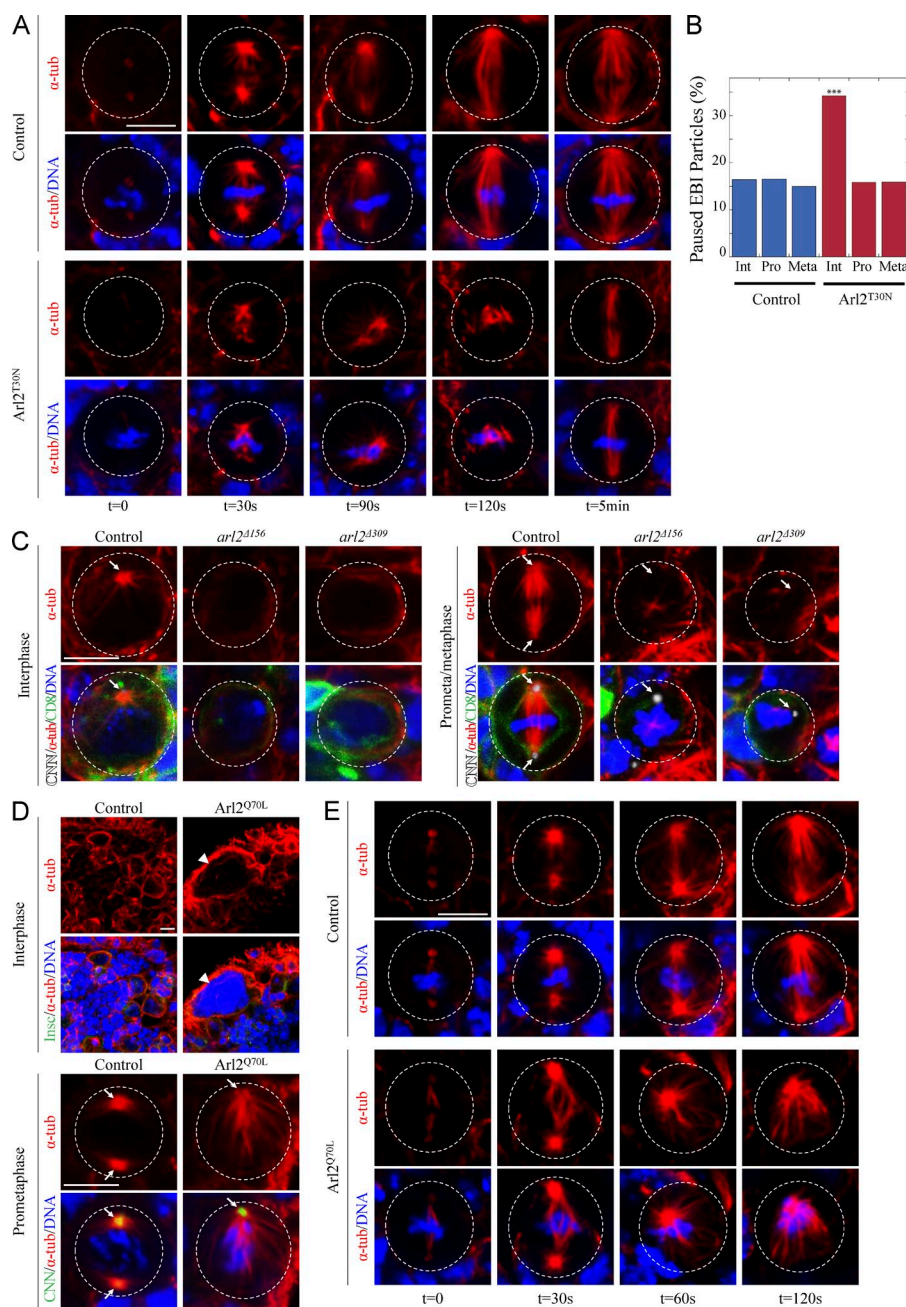 A
Control
α-tub
α-tub/DNA
Arl2T30N
α-tub
α-tub/DNA
t=0 t=30s t=90s t=120s t=5min
B
Paused EBI Particles (%)
30
20
10
0
***
Int Pro Meta Int Pro Meta
Control Arl2T30N
C
Control arl2Δ156 arl2Δ309
Interphase
α-tub
CNN/α-tub/CD8/DNA
Control arl2Δ156 arl2Δ309
Prometa/metaphase
α-tub
CNN/α-tub/CD8/DNA
D
Control Arl2Q70L
Interphase
α-tub
Insc/α-tub/DNA
Control Arl2Q70L
Prometaphase
α-tub
CNN/α-tub/DNA
E
Control
α-tub
α-tub/DNA
Arl2Q70L
α-tub
α-tub/DNA
t=0 t=30s t=60s t=120s